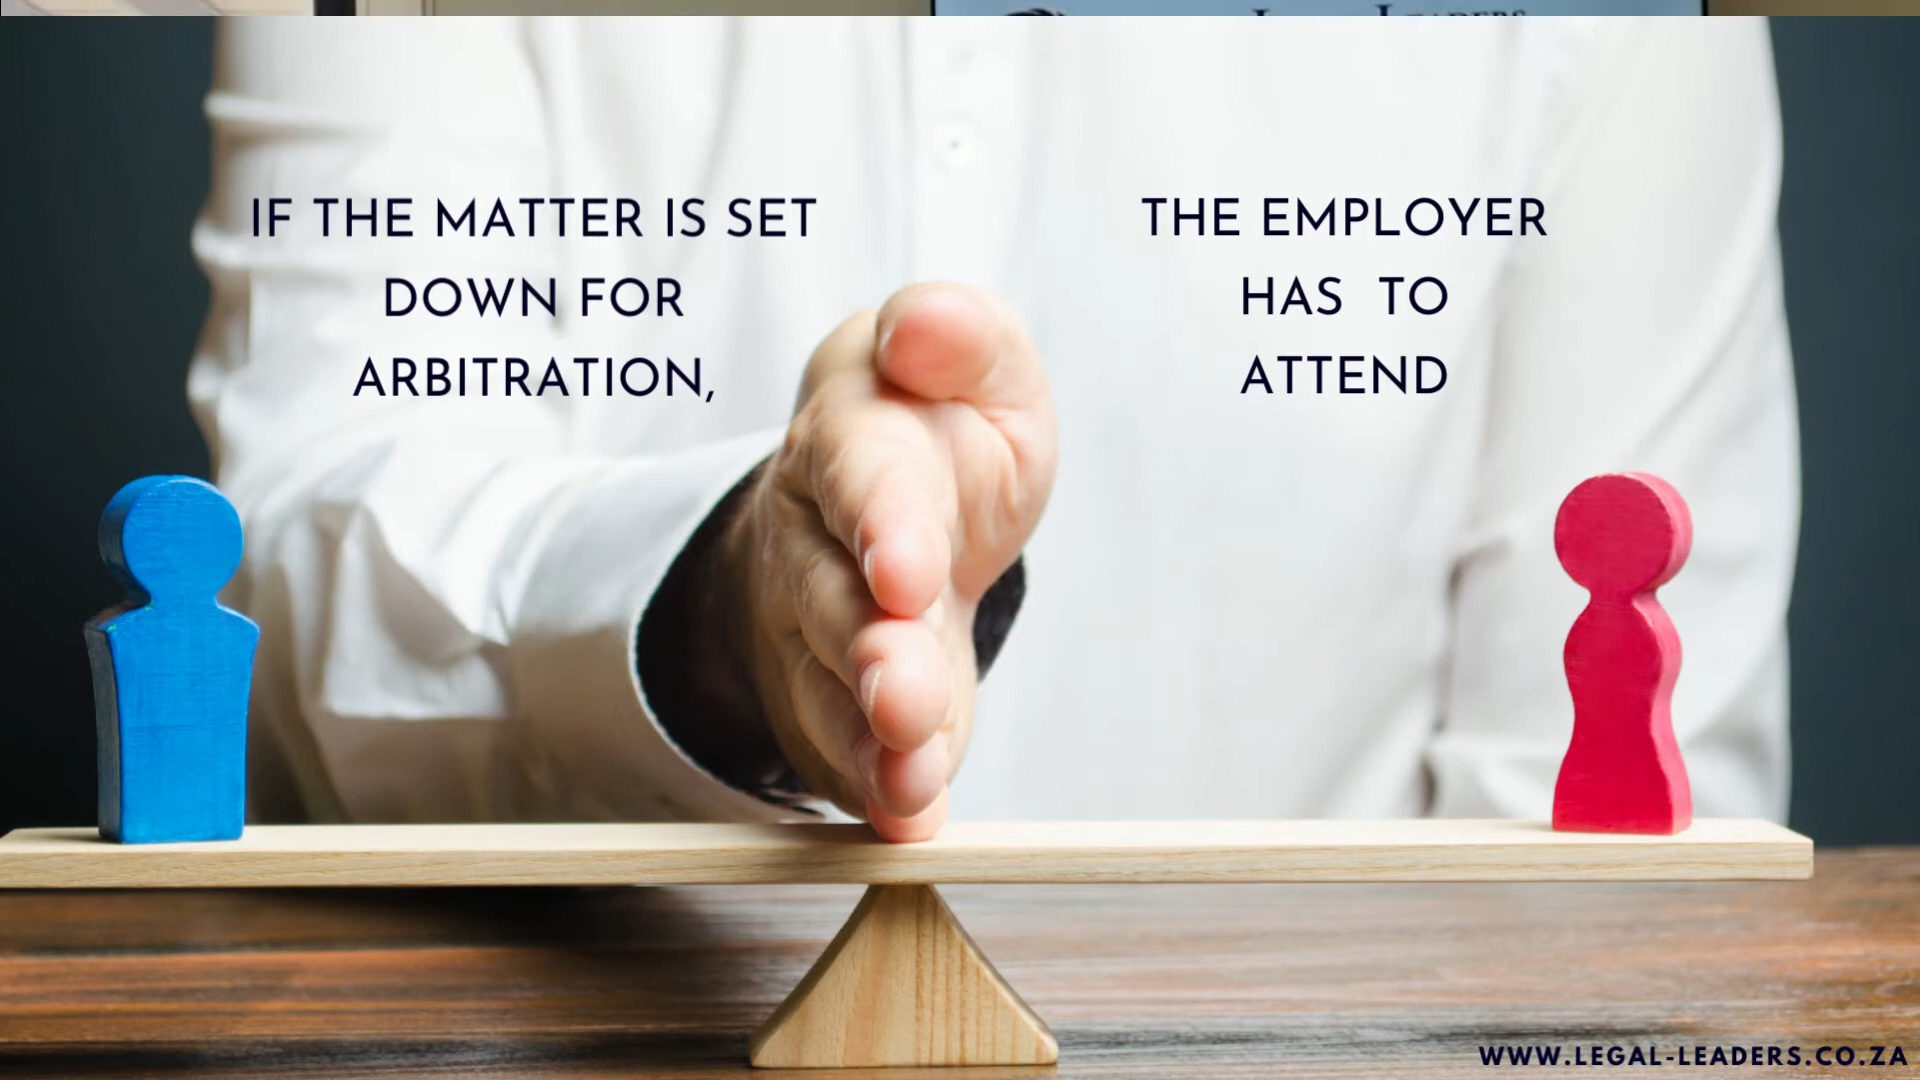 IF THE MATTER IS SET
DOWN FOR
ARBITRATION,
THE EMPLOYER
HAS TO
ATTEND
WWW.LEGAL-LEADERS.CO.ZA